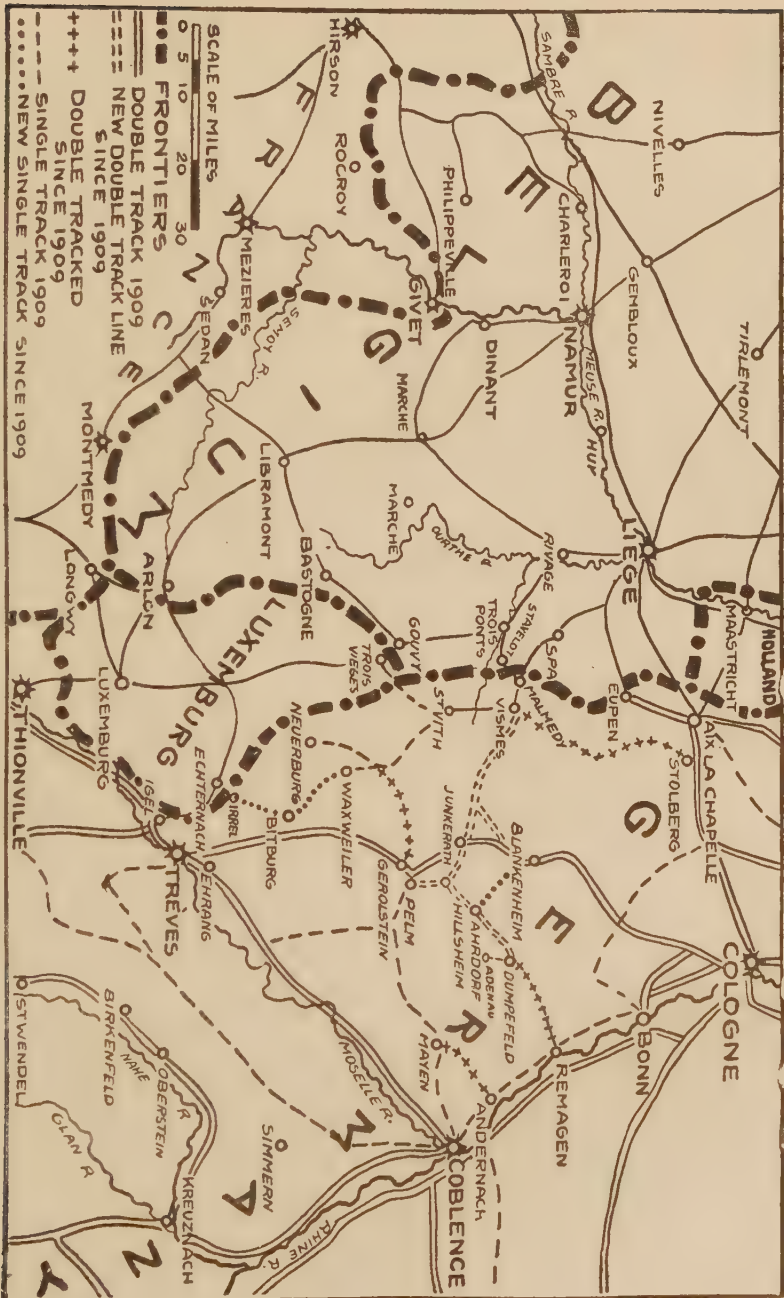 HOLLAND
MAASTRICHT
TIRLEMONT
GEMBLOUX
NIVELLES
LIEGE
AIX LA CHAPELLE
STOLBERG
COLOGNE
BONN
REMAGEN
ANDERNACH
COBLENCE
BELGIUM
GERMANY
FRANCE
LUXEMBURG
SAMBRE R.
CHARLEROI
NAMUR
MEUSE R.
HUY
RIVAGE
OURTHE R.
SPA
EUPEN
STAVELOT
TROIS PONTS
MALMEDY
VISMES
ST VITH
GOUVY
TROIS VIEGES
PHILIPPEVILLE
DINANT
MARCHE
MARCHE
GIVET
ROCROY
HIRSON
MEZIERES
SEDAN
SEMOY R.
LIBRAMONT
BASTOGNE
MONTMEDY
ARLON
LONGWY
LUXEMBURG
THIONVILLE
NEUERBURG
WAXWEILER
BITBURG
IRREL
ECHTERNACH
IGEL
TRÈVES
EHRANG
BLANKENHEIM
JUNKERATH
AHRDORF
ADENAU
DUMPEFELD
HILLSHEIM
PELM
GEROLSTEIN
MAYEN
MOSELLE R.
RHINE R.
SIMMERN
KREUZNACH
OBERSTEIN
BIRKENFELD
NAHE R
GLAN R
ST WENDEL
SCALE OF MILES
0 5 10 20 30
FRONTIERS
DOUBLE TRACK 1909
NEW DOUBLE TRACK LINE
SINCE 1909
DOUBLE TRACKED
SINCE 1909
SINGLE TRACK 1909
NEW SINGLE TRACK SINCE 1909